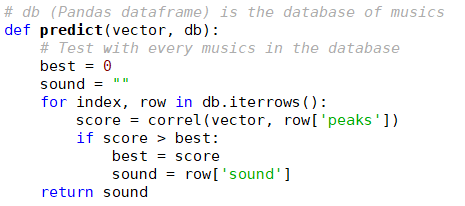 # db (Pandas dataframe) is the database of musics
def predict(vector, db):
    # Test with every musics in the database
    best = 0
    sound = ""
    for index, row in db.iterrows():
        score = correl(vector, row['peaks'])
        if score > best:
            best = score
            sound = row['sound']
    return sound